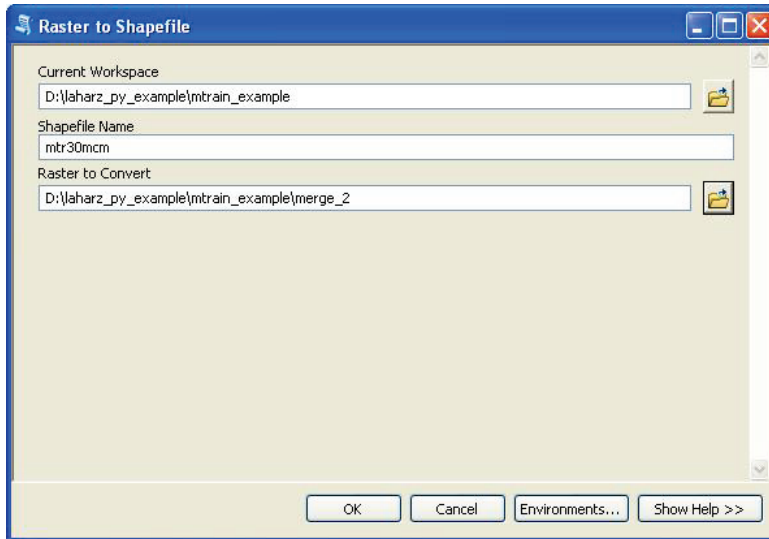 Raster to Shapefile
Current Workspace
D:\laharz_py_example\mtrain_example
Shapefile Name
mtr30mcm
Raster to Convert
D:\laharz_py_example\mtrain_example\merge_2
OK Cancel Environments... Show Help >>